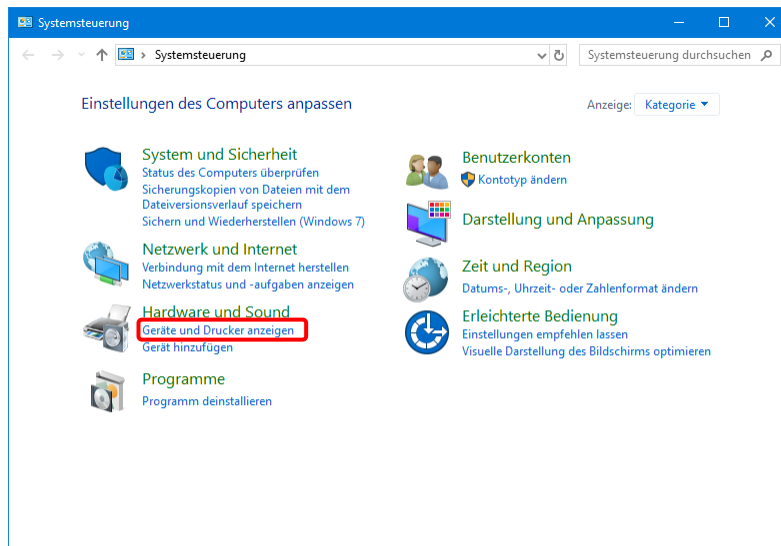 Systemsteuerung
Systemsteuerung
Systemsteuerung durchsuchen
Einstellungen des Computers anpassen
Anzeige: Kategorie
System und Sicherheit
Status des Computers überprüfen
Sicherungskopien von Dateien mit dem
Dateiversionsverlauf speichern
Sichern und Wiederherstellen (Windows 7)
Netzwerk und Internet
Verbindung mit dem Internet herstellen
Netzwerkstatus und -aufgaben anzeigen
Hardware und Sound
Geräte und Drucker anzeigen
Gerät hinzufügen
Programme
Programm deinstallieren
Benutzerkonten
Kontotyp ändern
Darstellung und Anpassung
Zeit und Region
Datums-, Uhrzeit- oder Zahlenformat ändern
Erleichterte Bedienung
Einstellungen empfehlen lassen
Visuelle Darstellung des Bildschirms optimieren